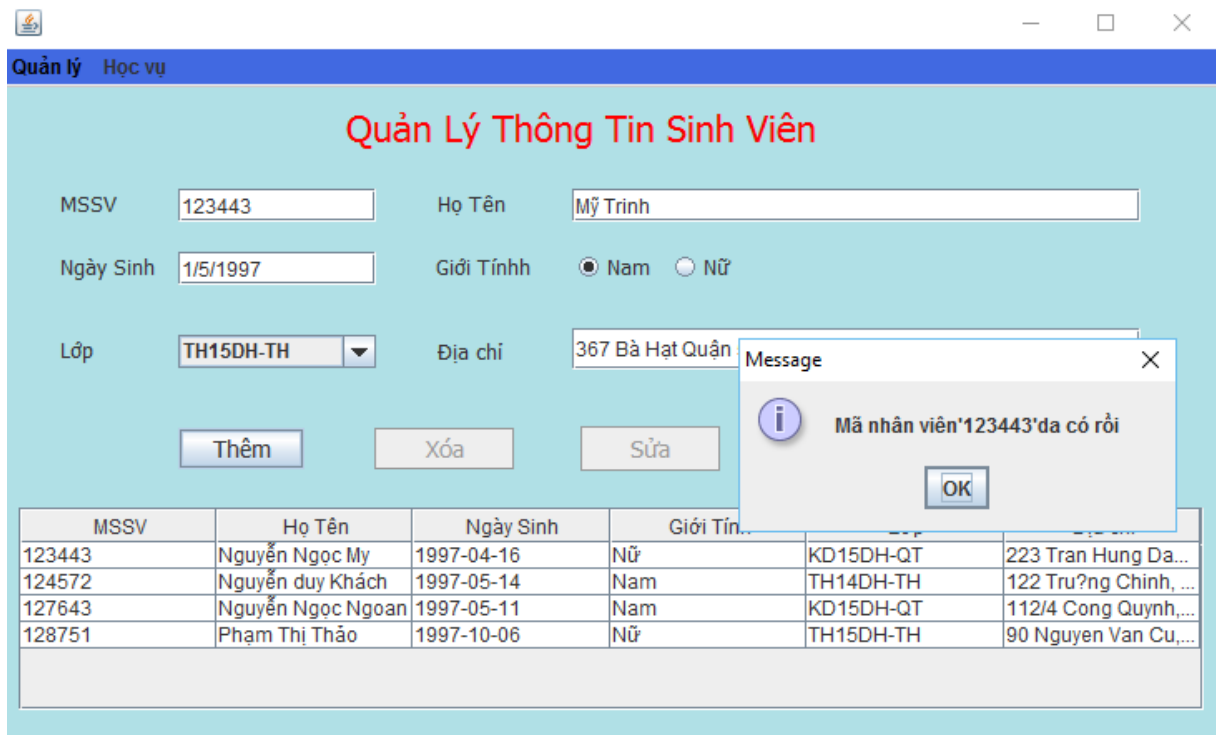 Quản lý Học vụ
Quản Lý Thông Tin Sinh Viên
MSSV 123443 Họ Tên Mỹ Trinh
Ngày Sinh 1/5/1997 Giới Tínhh Nam Nữ
Lớp TH15DH-TH Địa chỉ 367 Bà Hạt Quận
Message
Mã nhân viên'123443'da có rồi
OK
Thêm Xóa Sửa
MSSV Họ Tên Ngày Sinh Giới Tính
123443 Nguyễn Ngọc My 1997-04-16 Nữ KD15DH-QT 223 Tran Hung Da...
124572 Nguyễn duy Khách 1997-05-14 Nam TH14DH-TH 122 Tru?ng Chinh, ...
127643 Nguyễn Ngọc Ngoan 1997-05-11 Nam KD15DH-QT 112/4 Cong Quynh,...
128751 Phạm Thị Thảo 1997-10-06 Nữ TH15DH-TH 90 Nguyen Van Cu,...